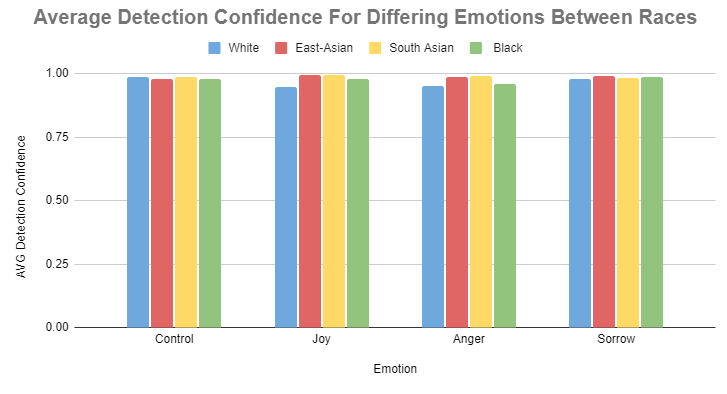 Average Detection Confidence For Differing Emotions Between Races
White East-Asian South Asian Black
1.00
0.75
0.50
0.25
0.00
AVG Detection Confidence
Control Joy Anger Sorrow
Emotion